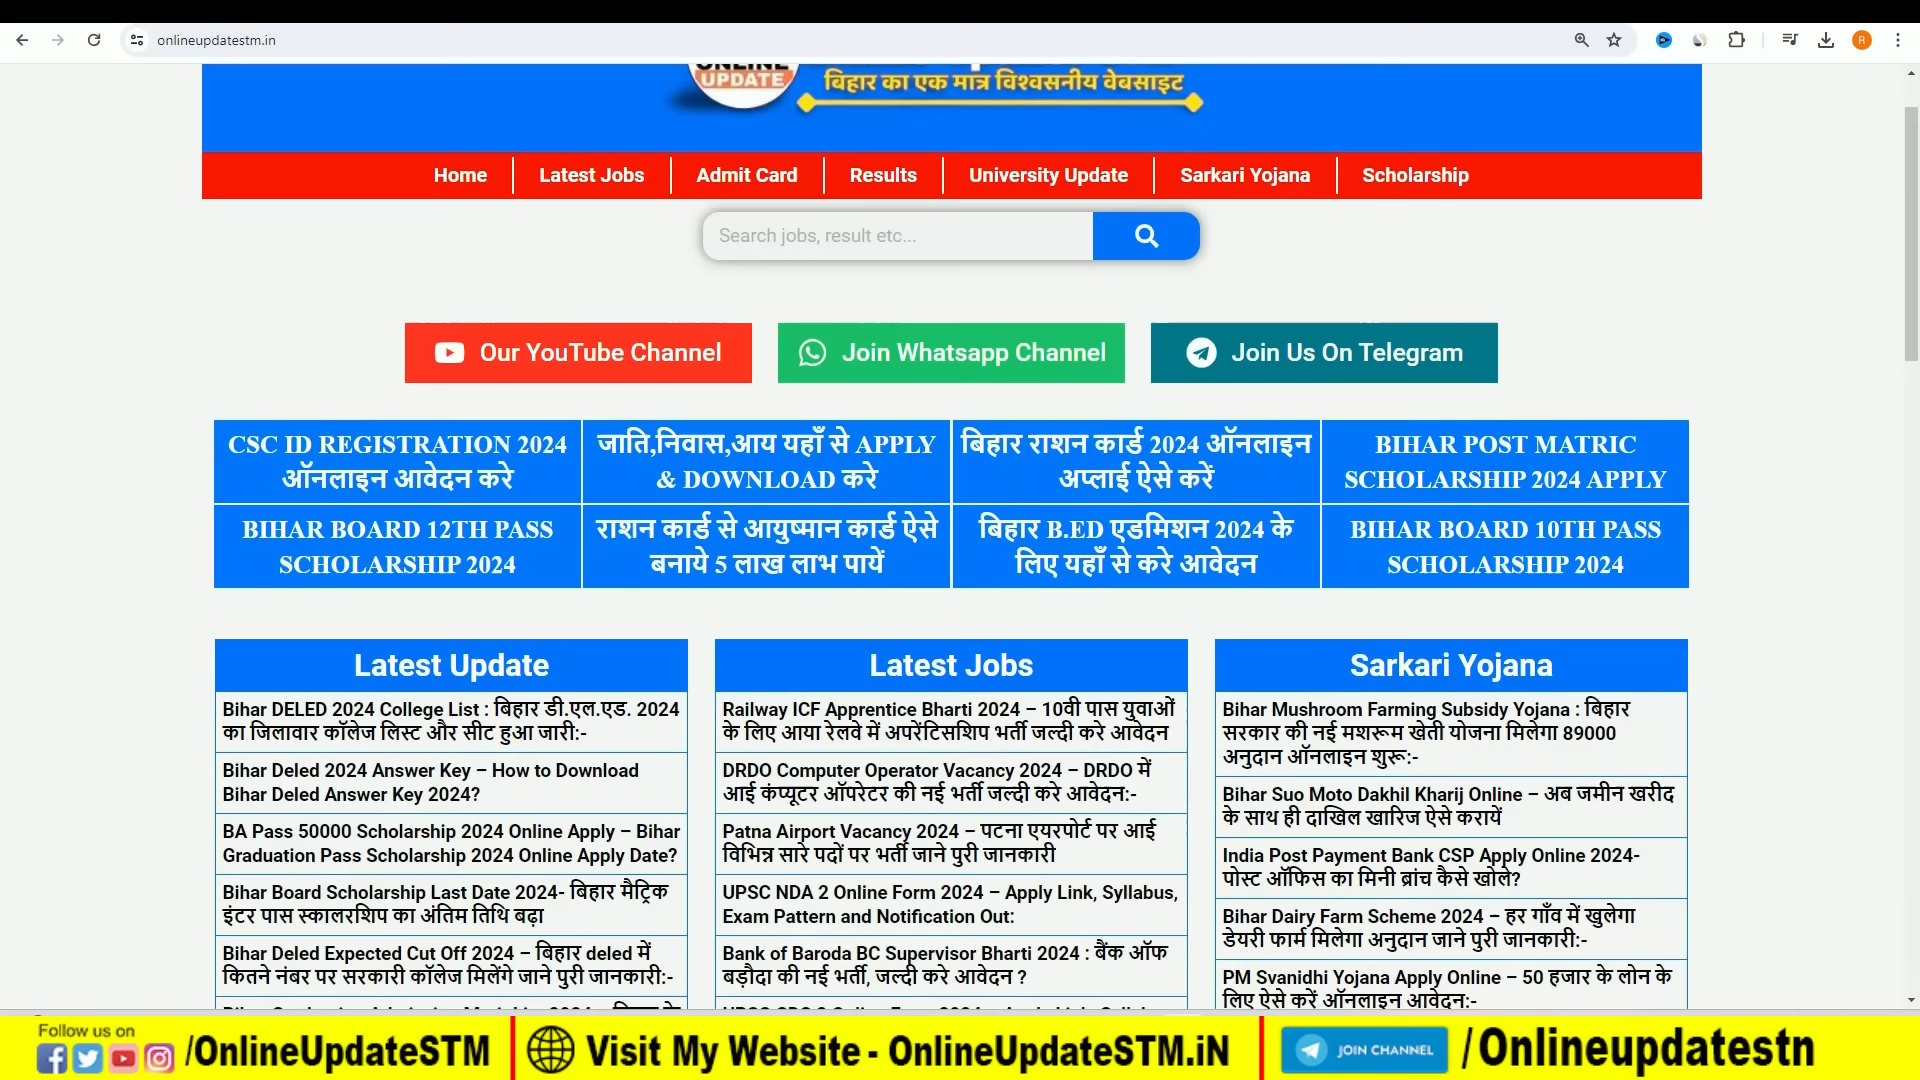 onlineupdatestm.in
R
ONLINE
UPDATE
बिहार का एक मात्र विश्वसनीय वेबसाइट
Home
Latest Jobs
Admit Card
Results
University Update
Sarkari Yojana
Scholarship
Search jobs, result etc...
Our YouTube Channel
Join Whatsapp Channel
Join Us On Telegram
CSC ID REGISTRATION 2024
ऑनलाइन आवेदन करे
जाति,निवास,आय यहाँ से APPLY
& DOWNLOAD करे
बिहार राशन कार्ड 2024 ऑनलाइन
अप्लाई ऐसे करें
BIHAR POST MATRIC
SCHOLARSHIP 2024 APPLY
BIHAR BOARD 12TH PASS
SCHOLARSHIP 2024
राशन कार्ड से आयुष्मान कार्ड ऐसे
बनाये 5 लाख लाभ पायें
बिहार B.ED एडमिशन 2024 के
लिए यहाँ से करे आवेदन
BIHAR BOARD 10TH PASS
SCHOLARSHIP 2024
Latest Update
Bihar DELED 2024 College List : बिहार डी.एल.एड. 2024
का जिलावार कॉलेज लिस्ट और सीट हुआ जारी:-
Bihar Deled 2024 Answer Key – How to Download
Bihar Deled Answer Key 2024?
BA Pass 50000 Scholarship 2024 Online Apply – Bihar
Graduation Pass Scholarship 2024 Online Apply Date?
Bihar Board Scholarship Last Date 2024- बिहार मैट्रिक
इंटर पास स्कालरशिप का अंतिम तिथि बढ़ा
Bihar Deled Expected Cut Off 2024 – बिहार deled में
कितने नंबर पर सरकारी कॉलेज मिलेंगे जाने पुरी जानकारी:-
Latest Jobs
Railway ICF Apprentice Bharti 2024 – 10वी पास युवाओं
के लिए आया रेलवे में अपरेंटिसशिप भर्ती जल्दी करे आवेदन
DRDO Computer Operator Vacancy 2024 – DRDO में
आई कंप्यूटर ऑपरेटर की नई भर्ती जल्दी करे आवेदन:-
Patna Airport Vacancy 2024 – पटना एयरपोर्ट पर आई
विभिन्न सारे पदों पर भर्ती जाने पुरी जानकारी
UPSC NDA 2 Online Form 2024 – Apply Link, Syllabus,
Exam Pattern and Notification Out:
Bank of Baroda BC Supervisor Bharti 2024 : बैंक ऑफ
बड़ौदा की नई भर्ती, जल्दी करे आवेदन ?
Sarkari Yojana
Bihar Mushroom Farming Subsidy Yojana : बिहार
सरकार की नई मशरूम खेती योजना मिलेगा 89000
अनुदान ऑनलाइन शुरू:-
Bihar Suo Moto Dakhil Kharij Online – अब जमीन खरीद
के साथ ही दाखिल खारिज ऐसे करायें
India Post Payment Bank CSP Apply Online 2024-
पोस्ट ऑफिस का मिनी ब्रांच कैसे खोले?
Bihar Dairy Farm Scheme 2024 – हर गाँव में खुलेगा
डेयरी फार्म मिलेगा अनुदान जाने पुरी जानकारी:-
PM Svanidhi Yojana Apply Online – 50 हजार के लोन के
लिए ऐसे करें ऑनलाइन आवेदन:-
Follow us on
/OnlineUpdateSTM
Visit My Website - OnlineUpdateSTM.iN
JOIN CHANNEL
/Onlineupdatestn